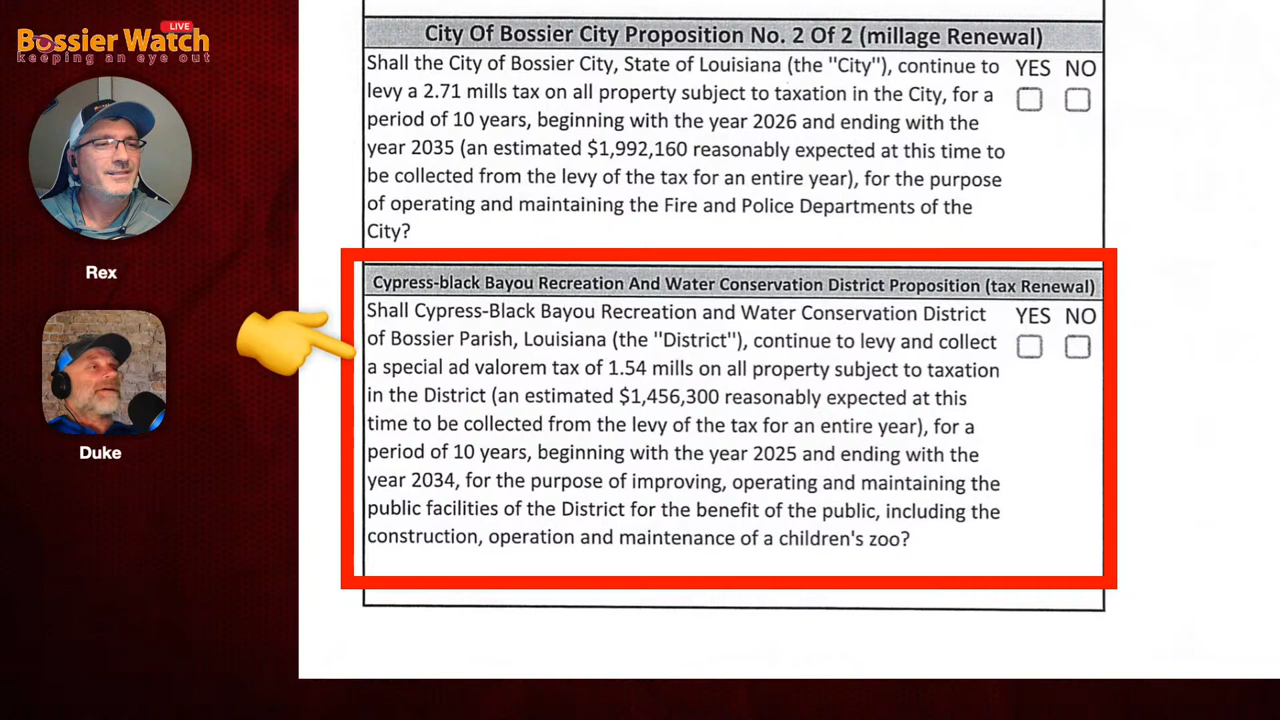 LIVE
Bossier Watch
keeping an eye out
Rex
Duke
City Of Bossier City Proposition No. 2 Of 2 (millage Renewal)
Shall the City of Bossier City, State of Louisiana (the "City"), continue to
levy a 2.71 mills tax on all property subject to taxation in the City, for a
period of 10 years, beginning with the year 2026 and ending with the
year 2035 (an estimated $1,992,160 reasonably expected at this time to
be collected from the levy of the tax for an entire year), for the purpose
of operating and maintaining the Fire and Police Departments of the
City?
YES NO
Cypress-black Bayou Recreation And Water Conservation District Proposition (tax Renewal)
Shall Cypress-Black Bayou Recreation and Water Conservation District
of Bossier Parish, Louisiana (the "District"), continue to levy and collect
a special ad valorem tax of 1.54 mills on all property subject to taxation
in the District (an estimated $1,456,300 reasonably expected at this
time to be collected from the levy of the tax for an entire year), for a
period of 10 years, beginning with the year 2025 and ending with the
year 2034, for the purpose of improving, operating and maintaining the
public facilities of the District for the benefit of the public, including the
construction, operation and maintenance of a children's zoo?
YES NO